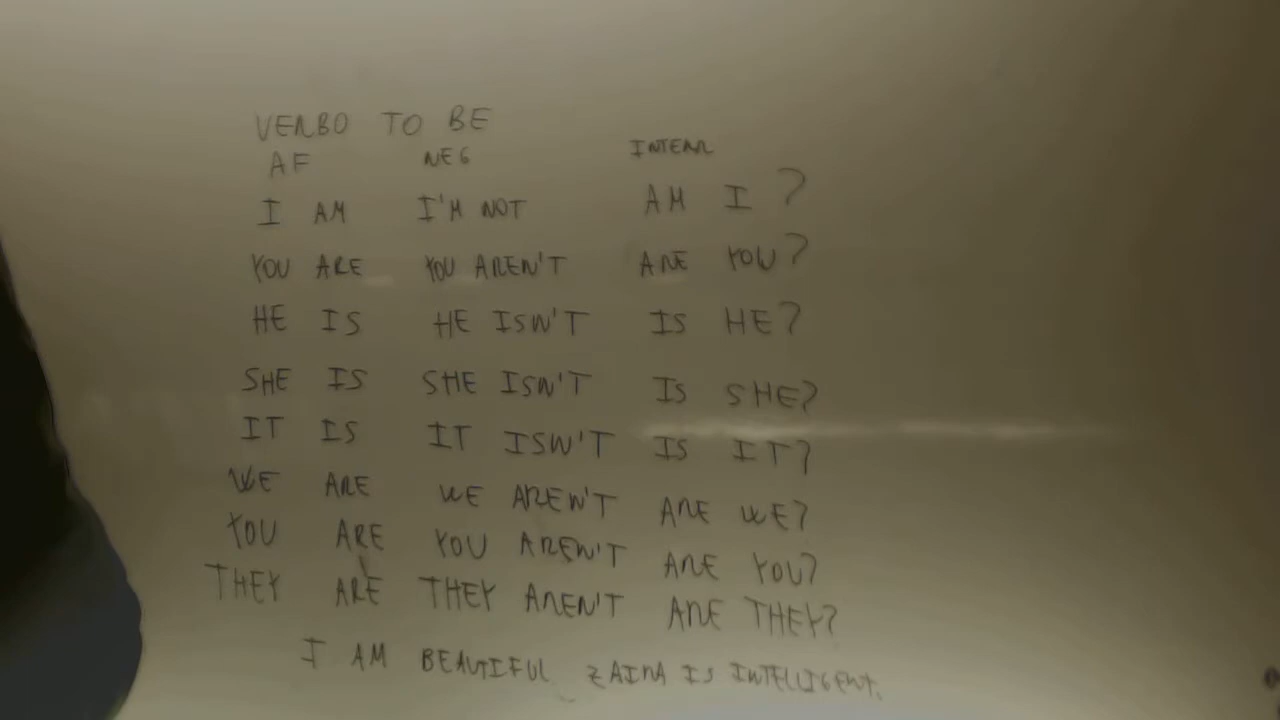 VERBO TO BE
AF NEG INTERR
I AM I'M NOT AM I?
YOU ARE YOU AREN'T ARE YOU?
HE IS HE ISN'T IS HE?
SHE IS SHE ISN'T IS SHE?
IT IS IT ISN'T IS IT?
WE ARE WE AREN'T ARE WE?
YOU ARE YOU AREN'T ARE YOU?
THEY ARE THEY AREN'T ARE THEY?
I AM BEAUTIFUL ZAINA IS INTELLIGENT.